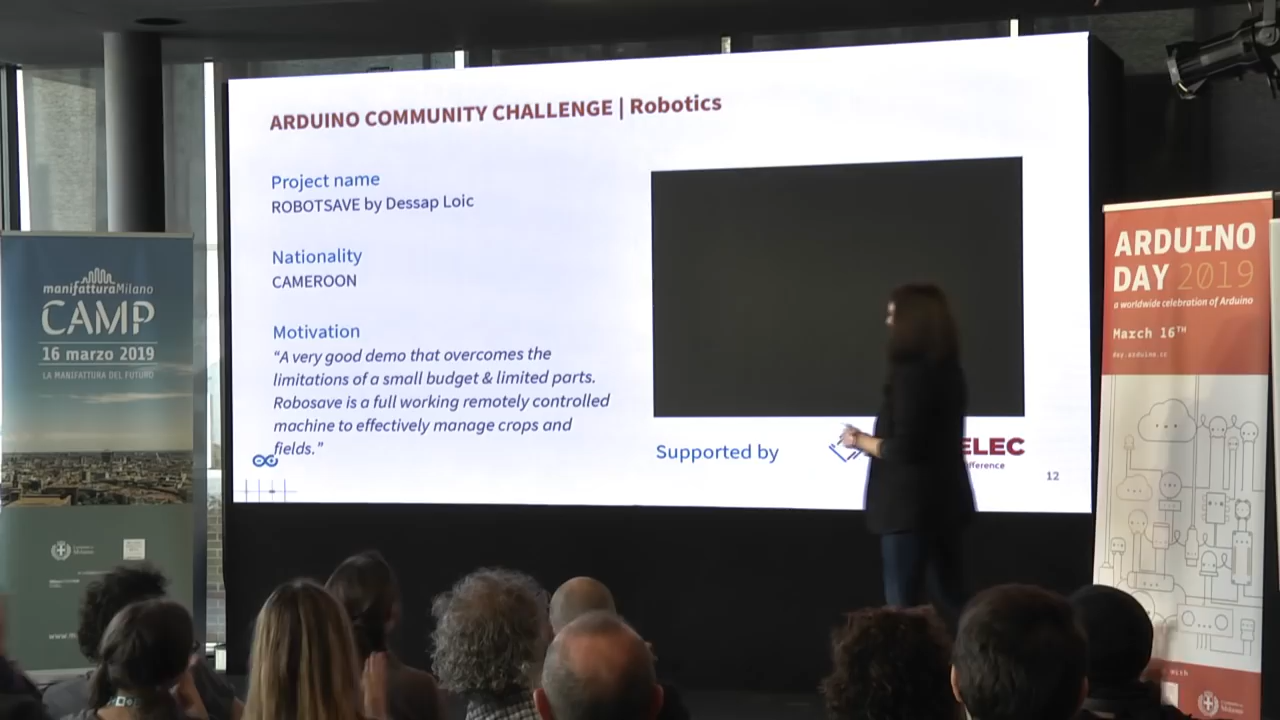 ARDUINO COMMUNITY CHALLENGE | Robotics
Project name
ROBOTSAVE by Dessap Loic
Nationality
CAMEROON
Motivation
“A very good demo that overcomes the
limitations of a small budget & limited parts.
Robosave is a full working remotely controlled
machine to effectively manage crops and
fields.”
Supported by
ELEC
12
manifatturaMilano
CAMP
16 marzo 2019
LA MANIFATTURA DEL FUTURO
ARDUINO
DAY 2019
a worldwide celebration of Arduino
March 16TH
day.arduino.cc